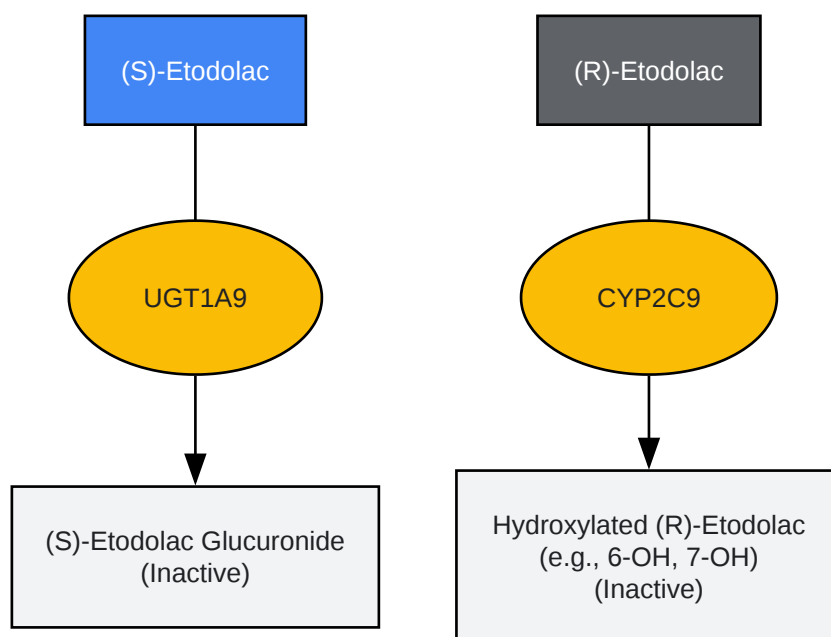 (S)-Etodolac
(R)-Etodolac
UGT1A9
CYP2C9
(S)-Etodolac Glucuronide
(Inactive)
Hydroxylated (R)-Etodolac
(e.g., 6-OH, 7-OH)
(Inactive)